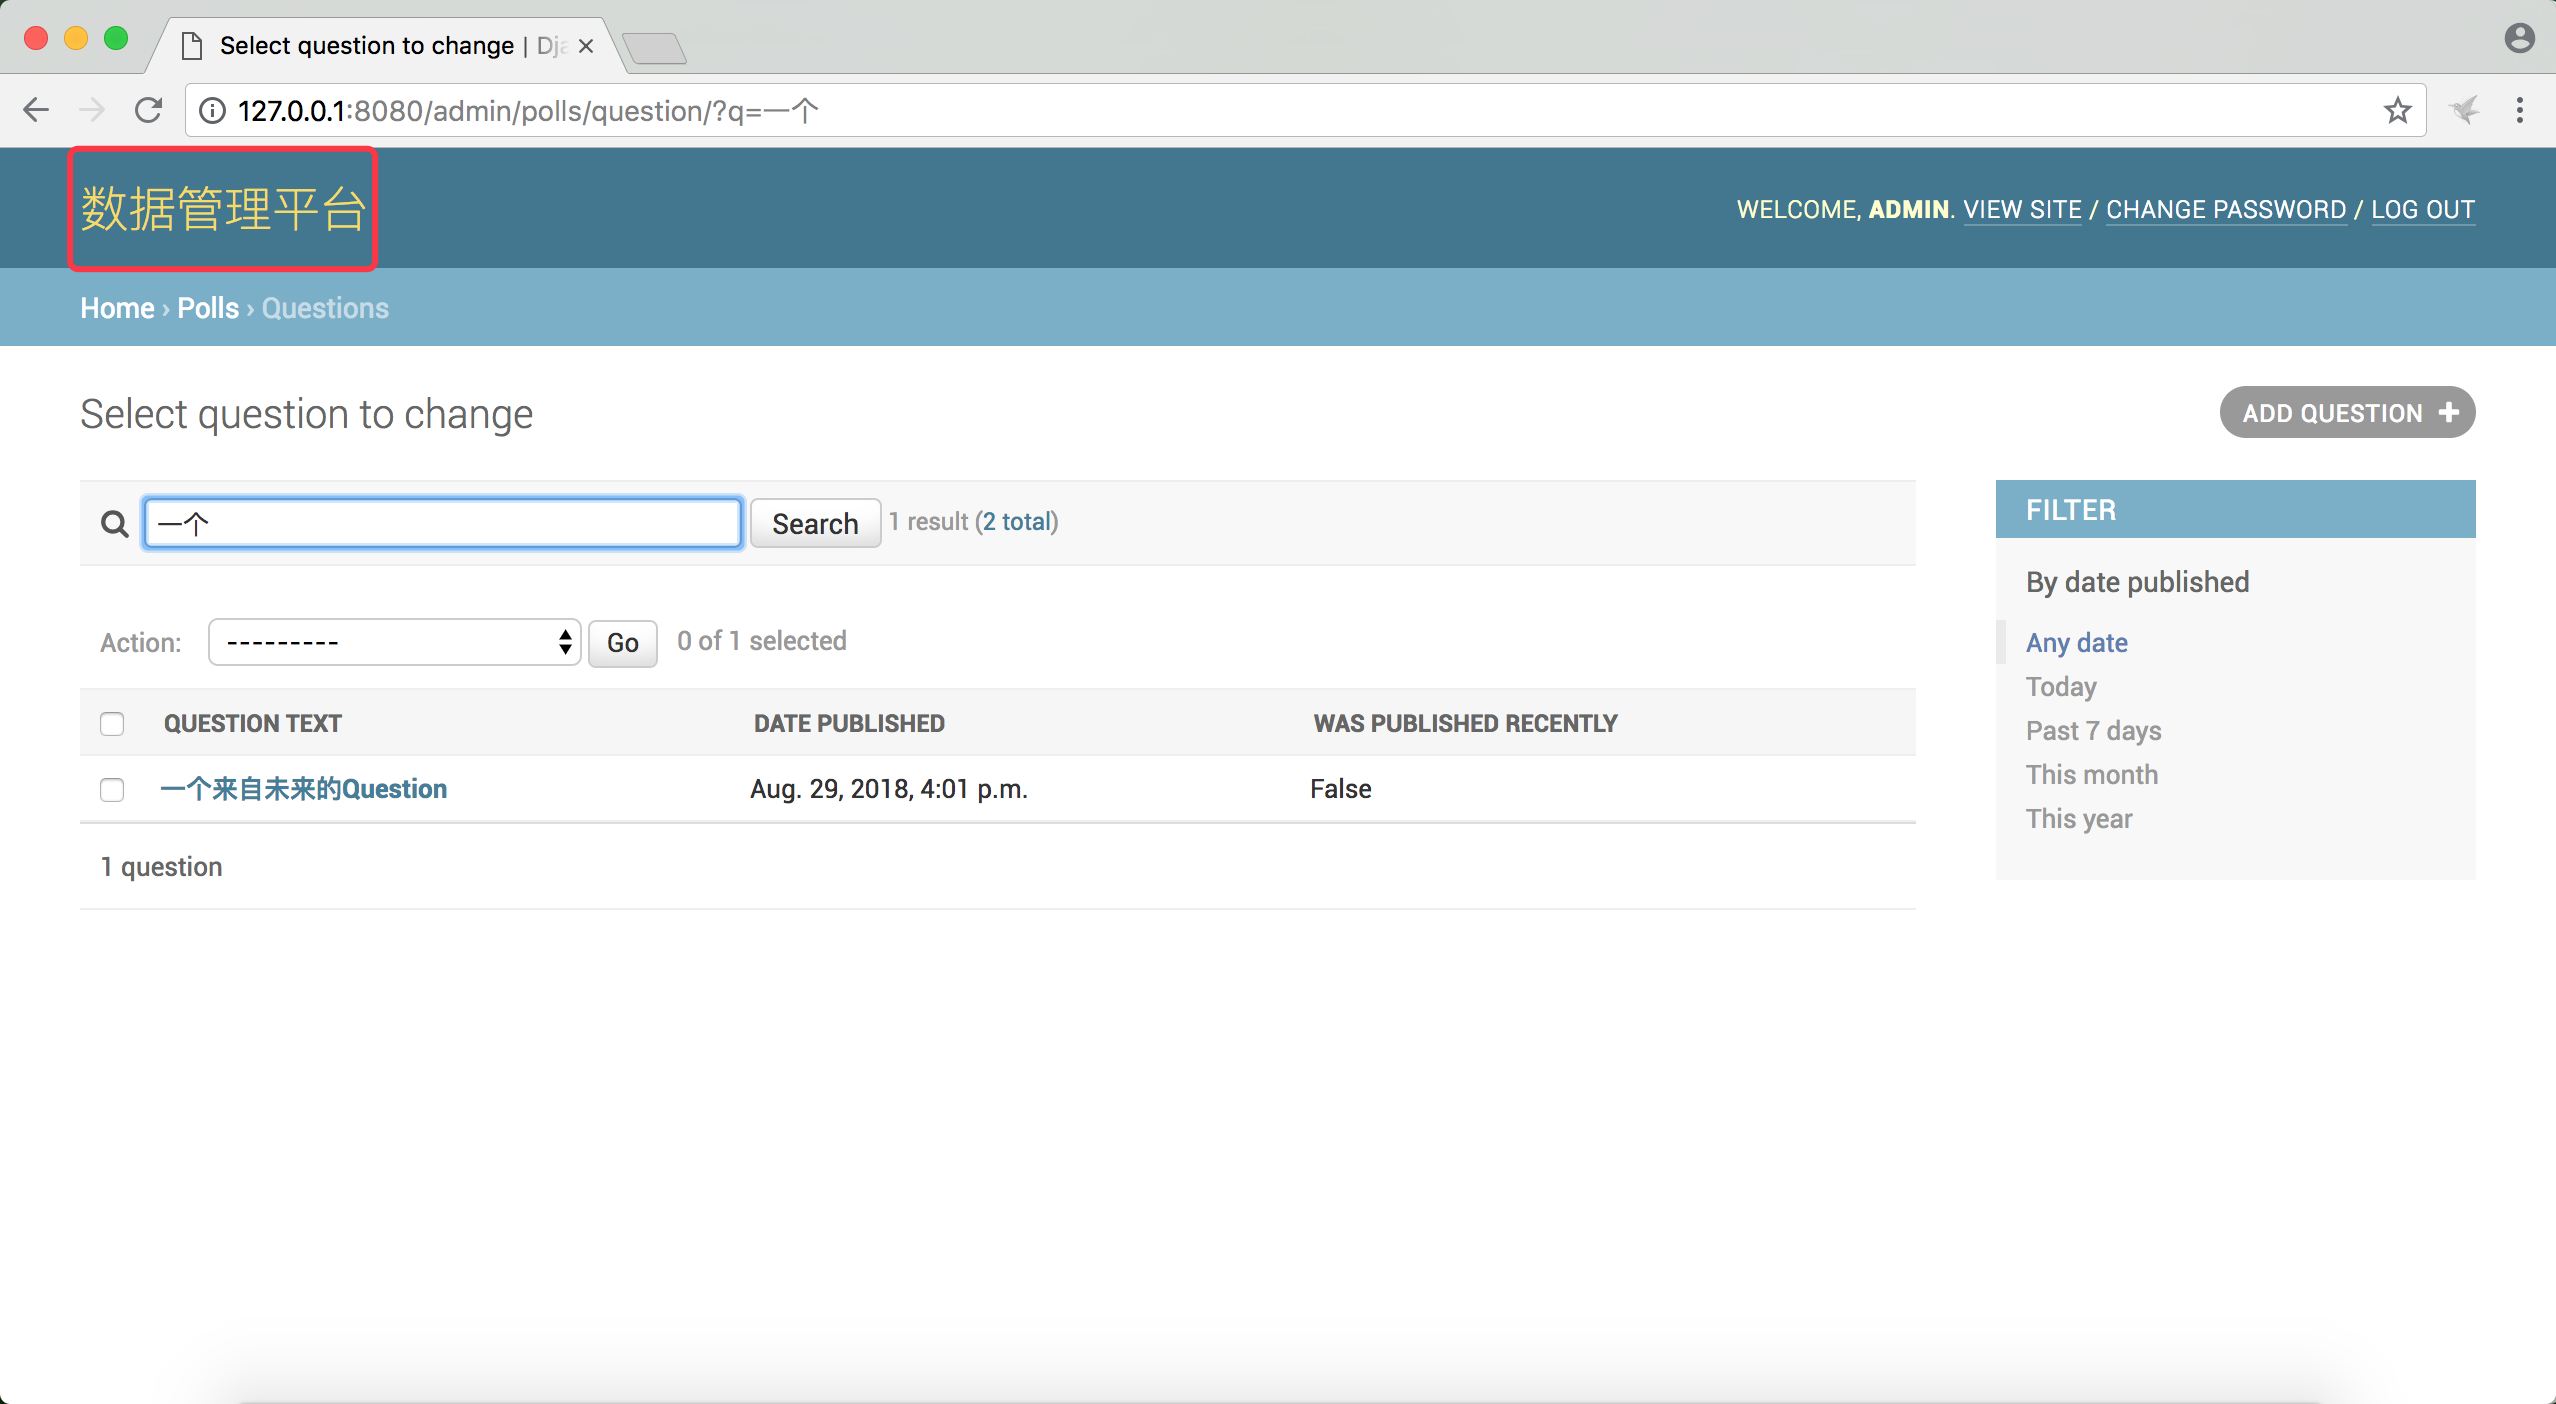 Select question to change | Dja
127.0.0.1:8080/admin/polls/question/?q=一个
数据管理平台
WELCOME, ADMIN. VIEW SITE / CHANGE PASSWORD / LOG OUT
Home › Polls › Questions
Select question to change
ADD QUESTION +
一个 Search 1 result (2 total)
Action: --------- Go 0 of 1 selected
QUESTION TEXT DATE PUBLISHED WAS PUBLISHED RECENTLY
一个来自未来的Question Aug. 29, 2018, 4:01 p.m. False
1 question
FILTER
By date published
Any date
Today
Past 7 days
This month
This year